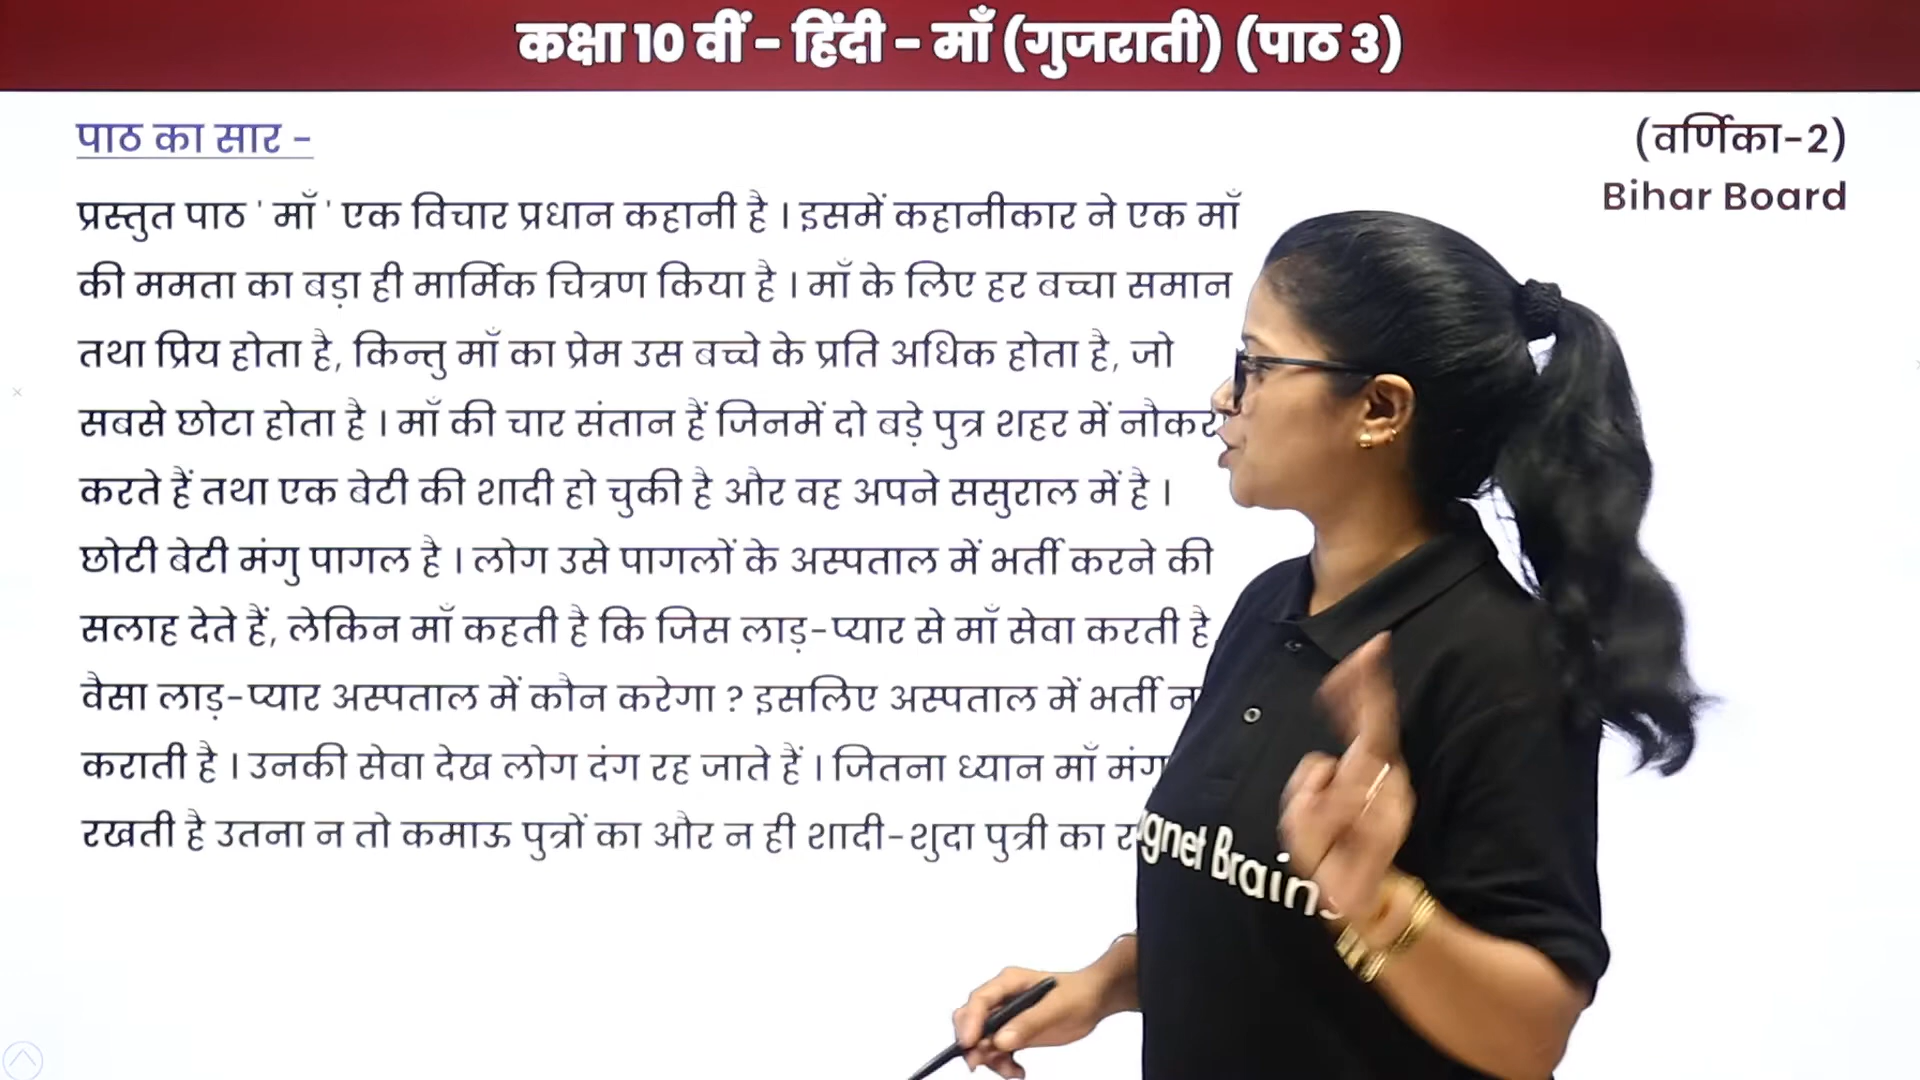 कक्षा 10 वीं - हिंदी - माँ (गुजराती) (पाठ 3)
पाठ का सार -
(वर्णिका-2)
Bihar Board
प्रस्तुत पाठ ' माँ ' एक विचार प्रधान कहानी है । इसमें कहानीकार ने एक माँ
की ममता का बड़ा ही मार्मिक चित्रण किया है । माँ के लिए हर बच्चा समान
तथा प्रिय होता है, किन्तु माँ का प्रेम उस बच्चे के प्रति अधिक होता है, जो
सबसे छोटा होता है । माँ की चार संतान हैं जिनमें दो बड़े पुत्र शहर में
करते हैं तथा एक बेटी की शादी हो चुकी है और वह अपने ससुराल में है ।
छोटी बेटी मंगु पागल है । लोग उसे पागलों के अस्पताल में भर्ती करने की
सलाह देते हैं, लेकिन माँ कहती है कि जिस लाड़-प्यार से माँ सेवा करती है
वैसा लाड़-प्यार अस्पताल में कौन करेगा ? इसलिए अस्पताल में भर्ती
कराती है । उनकी सेवा देख लोग दंग रह जाते हैं । जितना ध्यान माँ
रखती है उतना न तो कमाऊ पुत्रों का और न ही शादी-शुदा पुत्री का
gnet Brains